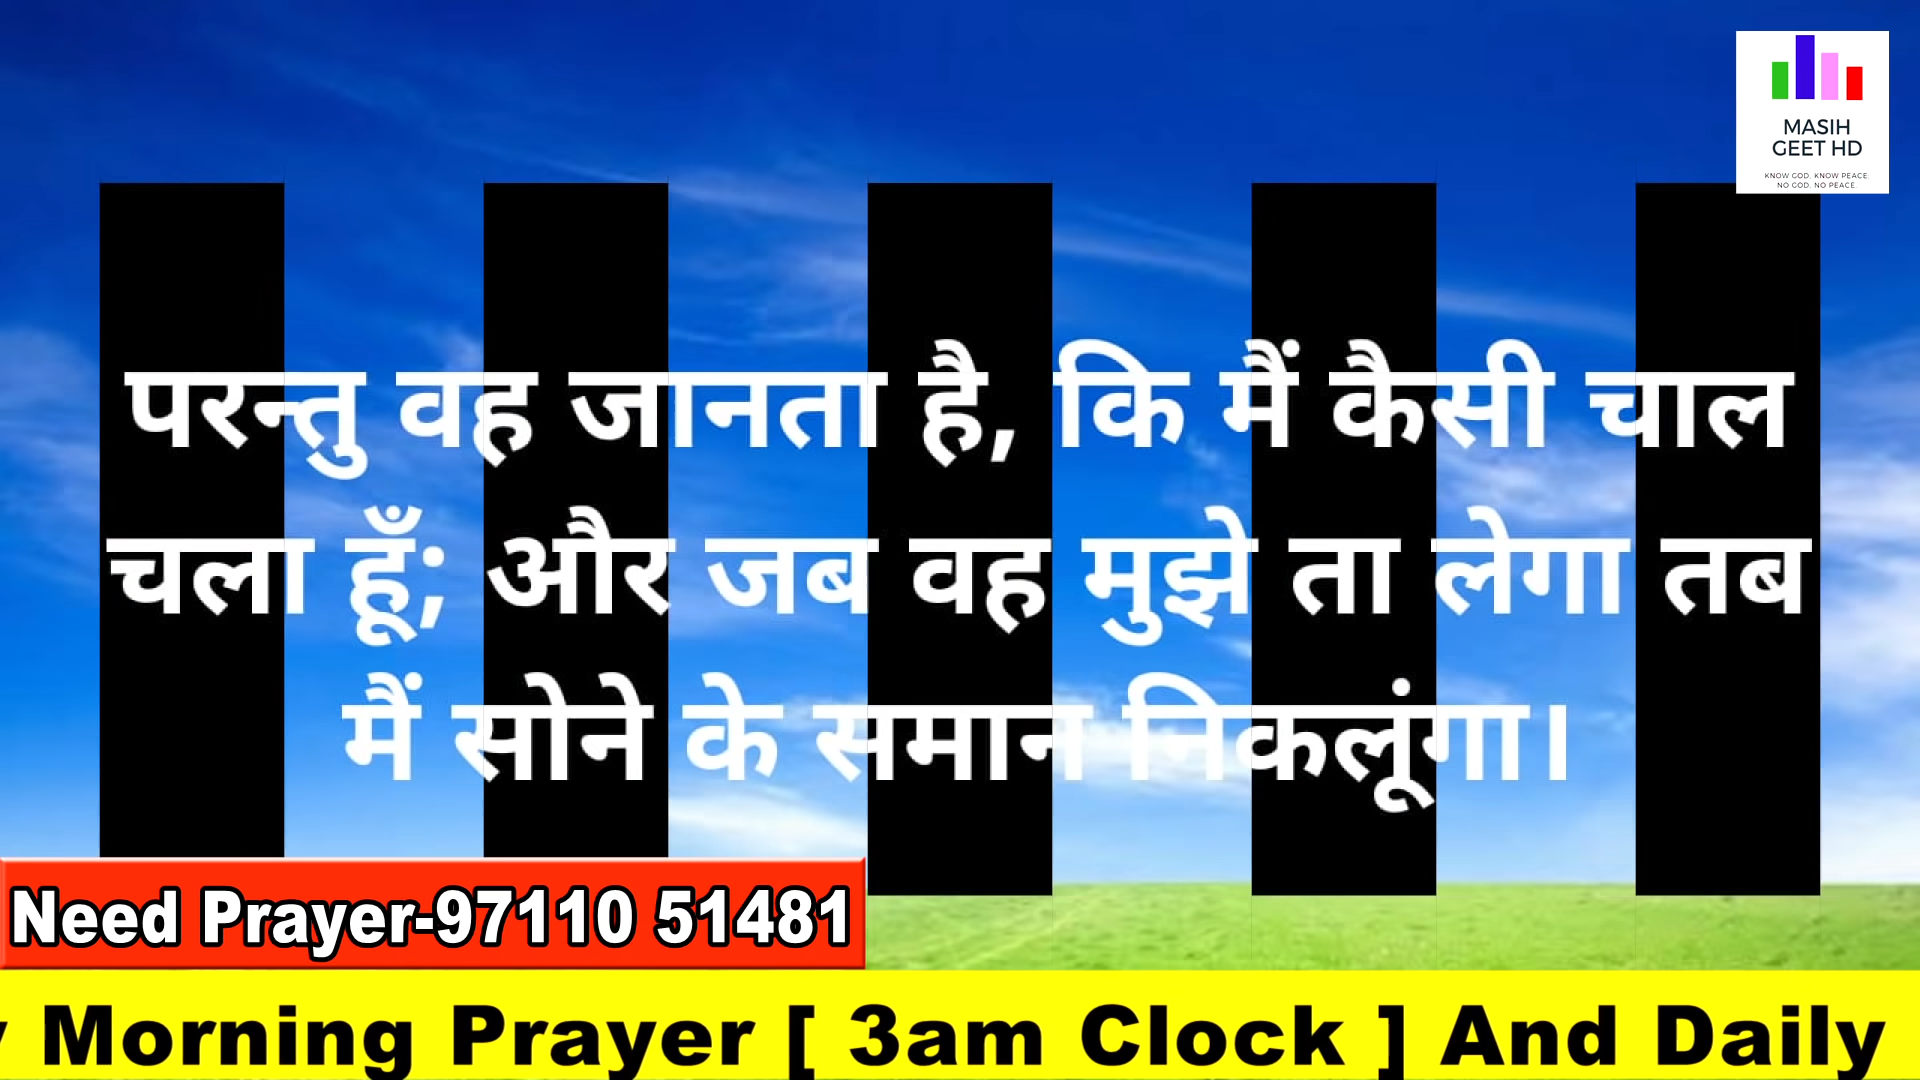 MASIH
GEET HD
KNOW GOD. KNOW PEACE.
NO GOD. NO PEACE.
परन्तु वह जानता है, कि मैं कैसी चाल
चला हूँ; और जब वह मुझे ता लेगा तब
मैं सोने के समान निकलूंगा।
Need Prayer-97110 51481
Morning Prayer [ 3am Clock ] And Daily